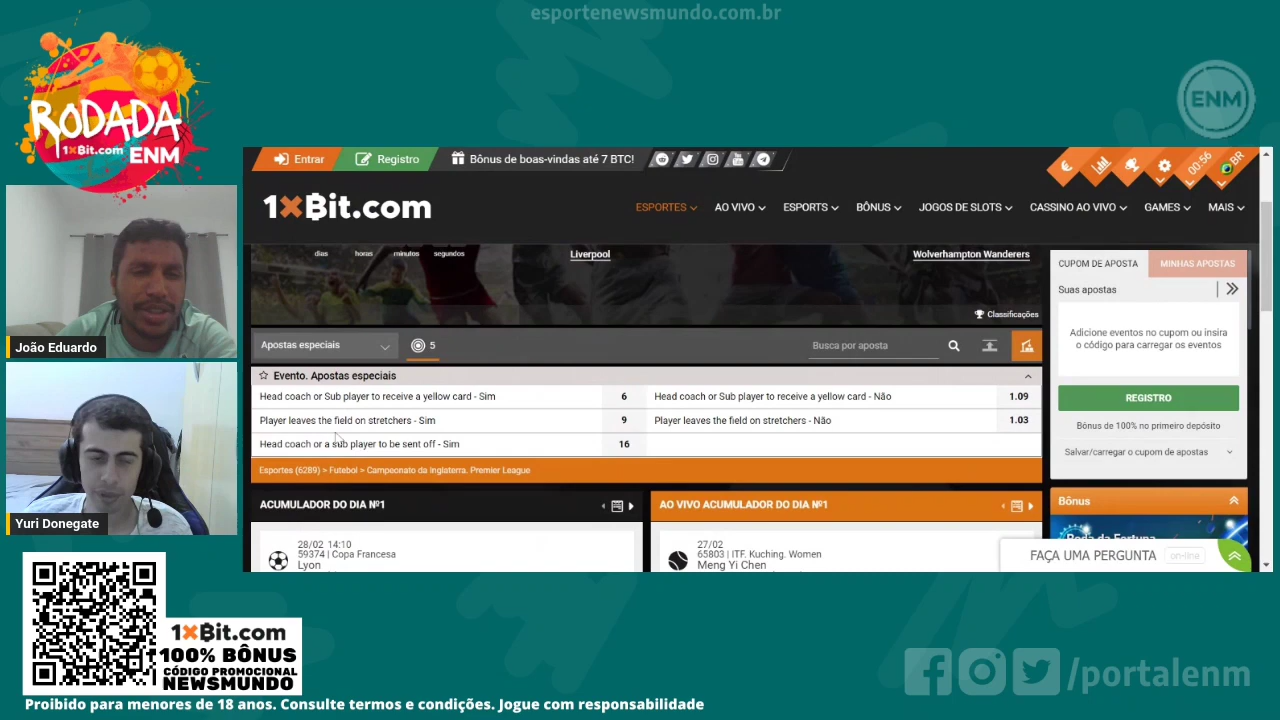 esportenewsmundo.com.br
RODADA
1xBit.com ENM
ENM
João Eduardo
Yuri Donegate
Entrar
Registro
Bônus de boas-vindas até 7 BTC!
€
00:56
BR
1xBit.com
ESPORTES
AO VIVO
ESPORTS
BÔNUS
JOGOS DE SLOTS
CASSINO AO VIVO
GAMES
MAIS
dias horas minutos segundos
Liverpool
Wolverhampton Wanderers
Classificações
Apostas especiais
5
Busca por aposta
Evento. Apostas especiais
Head coach or Sub player to receive a yellow card - Sim 6
Head coach or Sub player to receive a yellow card - Não 1.09
Player leaves the field on stretchers - Sim 9
Player leaves the field on stretchers - Não 1.03
Head coach or a sub player to be sent off - Sim 16
Esportes (6289) > Futebol > Campeonato da Inglaterra. Premier League
ACUMULADOR DO DIA Nº1
28/02 14:10
59374 | Copa Francesa
Lyon
AO VIVO ACUMULADOR DO DIA Nº1
27/02
65803 | ITF. Kuching. Women
Meng Yi Chen
CUPOM DE APOSTA
MINHAS APOSTAS
Suas apostas
Adicione eventos no cupom ou insira
o código para carregar os eventos
REGISTRO
Bônus de 100% no primeiro depósito
Salvar/carregar o cupom de apostas
Bônus
Roda da Fortuna
FAÇA UMA PERGUNTA
on-line
1xBit.com
100% BÔNUS
CÓDIGO PROMOCIONAL
NEWSMUNDO
/portalenm
Proibido para menores de 18 anos. Consulte termos e condições. Jogue com responsabilidade